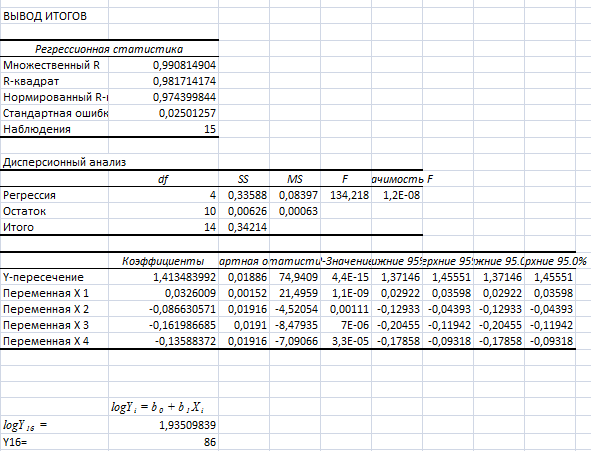 ВЫВОД ИТОГОВ
Регрессионная статистика
Множественный R 0,990814904
R-квадрат 0,981714174
Нормированный R- 0,974399844
Стандартная ошибк 0,02501257
Наблюдения 15
Дисперсионный анализ
df SS MS F ачимость F
Регрессия 4 0,33588 0,08397 134,218 1,2E-08
Остаток 10 0,00626 0,00063
Итого 14 0,34214
Коэффициенты артная о татисти -Значени ижние 95 ерхние 95 жние 95.0 рхние 95.0%
Y-пересечение 1,413483992 0,01886 74,9409 4,4E-15 1,37146 1,45551 1,37146 1,45551
Переменная X 1 0,0326009 0,00152 21,4959 1,1E-09 0,02922 0,03598 0,02922 0,03598
Переменная X 2 -0,086630571 0,01916 -4,52054 0,00111 -0,12933 -0,04393 -0,12933 -0,04393
Переменная X 3 -0,161986685 0,0191 -8,47935 7E-06 -0,20455 -0,11942 -0,20455 -0,11942
Переменная X 4 -0,13588372 0,01916 -7,09066 3,3E-05 -0,17858 -0,09318 -0,17858 -0,09318
logY i = b 0 + b 1 X i
logY 16 = 1,93509839
Y16= 86